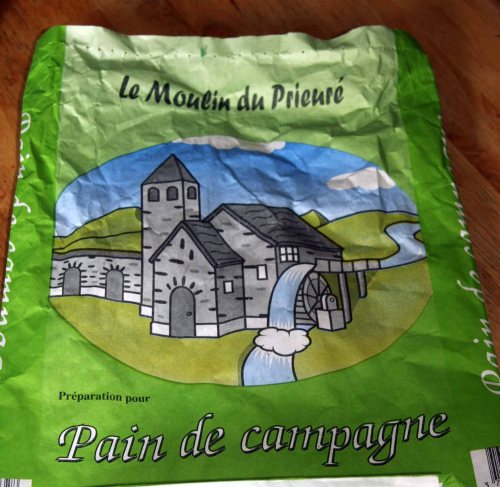 Le Moulin du Prieuré
Préparation pour
Pain de campagne